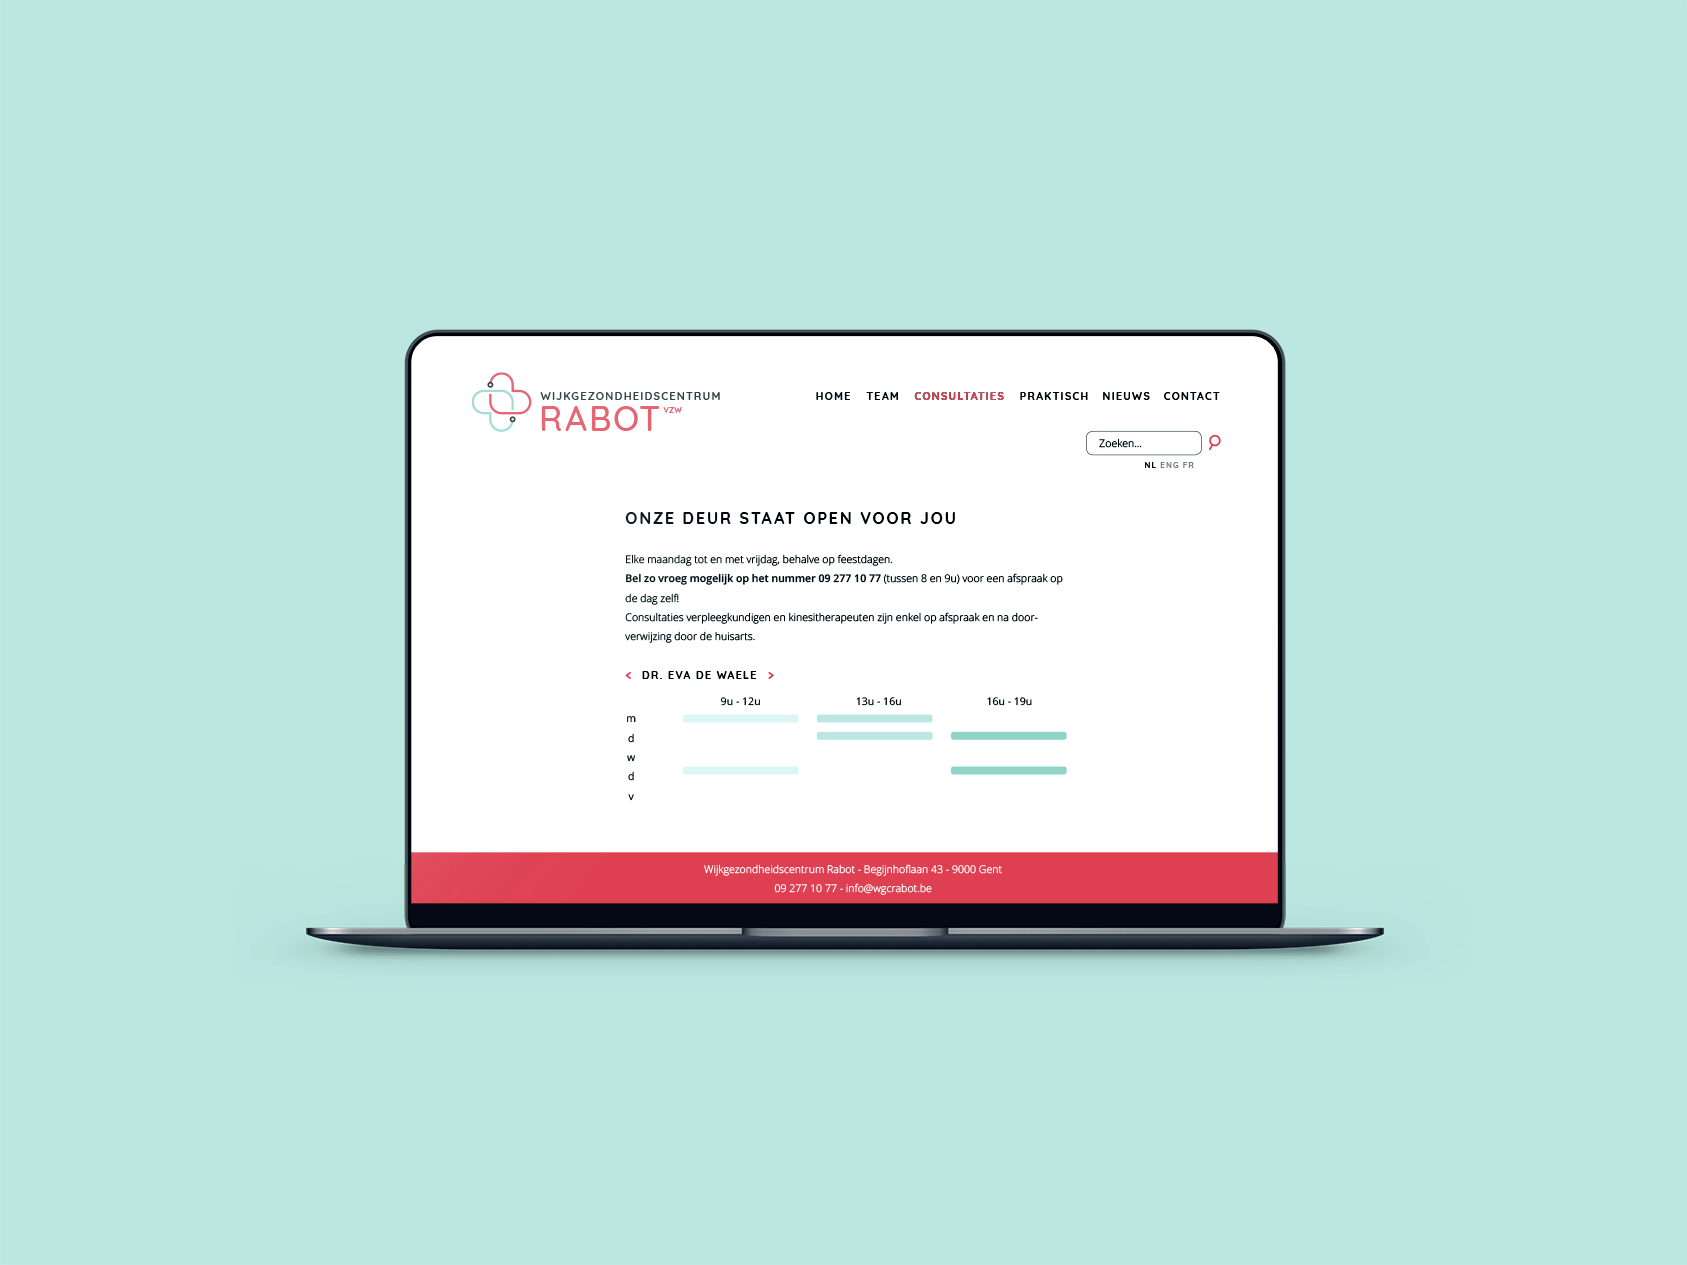 WIJKGEZONDHEIDSCENTRUM
RABOT VZW
HOME TEAM CONSULTATIES PRAKTISCH NIEUWS CONTACT
Zoeken...
NL ENG FR
ONZE DEUR STAAT OPEN VOOR JOU
Elke maandag tot en met vrijdag, behalve op feestdagen.
Bel zo vroeg mogelijk op het nummer 09 277 10 77 (tussen 8 en 9u) voor een afspraak op
de dag zelf!
Consultaties verpleegkundigen en kinesitherapeuten zijn enkel op afspraak en na door-
verwijzing door de huisarts.
< DR. EVA DE WAELE >
9u - 12u 13u - 16u 16u - 19u
m
d
w
d
v
Wijkgezondheidscentrum Rabot - Begijnhoflaan 43 - 9000 Gent
09 277 10 77 - info@wgcrabot.be